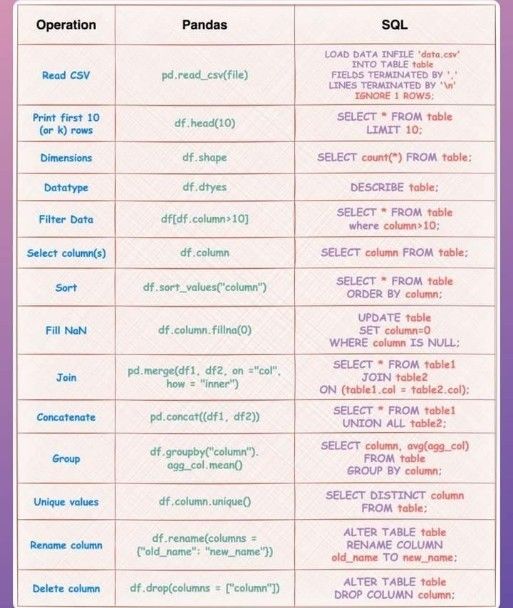 Operation Pandas SQL
Read CSV
pd.read_csv(file)
LOAD DATA INFILE 'data.csv'
INTO TABLE table
FIELDS TERMINATED BY ','
LINES TERMINATED BY '\n'
IGNORE 1 ROWS;
Print first 10
(or k) rows
df.head(10)
SELECT * FROM table
LIMIT 10;
Dimensions
df.shape
SELECT count(*) FROM table;
Datatype
df.dtyes
DESCRIBE table;
Filter Data
df[df.column>10]
SELECT * FROM table
where column>10;
Select column(s)
df.column
SELECT column FROM table;
Sort
df.sort_values("column")
SELECT * FROM table
ORDER BY column;
Fill NaN
df.column.fillna(0)
UPDATE table
SET column=0
WHERE column IS NULL;
Join
pd.merge(df1, df2, on ="col",
how = "inner")
SELECT * FROM table1
JOIN table2
ON (table1.col = table2.col);
Concatenate
pd.concat((df1, df2))
SELECT * FROM table1
UNION ALL table2;
Group
df.groupby("column").
agg_col.mean()
SELECT column, avg(agg_col)
FROM table
GROUP BY column;
Unique values
df.column.unique()
SELECT DISTINCT column
FROM table;
Rename column
df.rename(columns =
{"old_name": "new_name"})
ALTER TABLE table
RENAME COLUMN
old_name TO new_name;
Delete column
df.drop(columns = ["column"])
ALTER TABLE table
DROP COLUMN column;